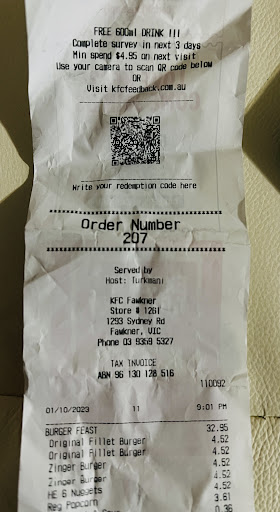 FREE 600ml DRINK !!!
Complete survey in next 3 days
Min spend $4.95 on next visit
Use your camera to scan QR code below
OR
Visit kfcfeedback.com.au
Write your redemption code here
Order Number
207
Served by
Host: Turkmani
KFC Fawkner
Store # 1261
1293 Sydney Rd
Fawkner, VIC
Phone 03 9359 5327
TAX INVOICE
ABN 96 130 128 516
110092
01/10/2023 11 9:01 PM
BURGER FEAST 32.95
Original Fillet Burger 4.52
Original Fillet Burger 4.52
Zinger Burger 4.52
Zinger Burger 4.52
HE 6 Nuggets 4.52
Reg Popcorn 3.61
0.36